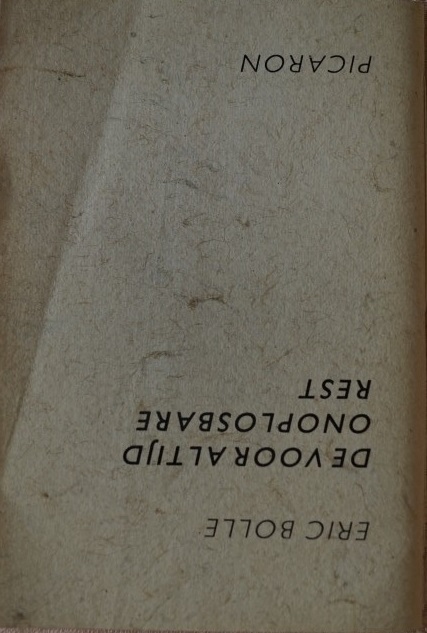 ERIC BOLLE
DE VOOR ALTIJD
ONOPLOSBARE
REST
PICARON